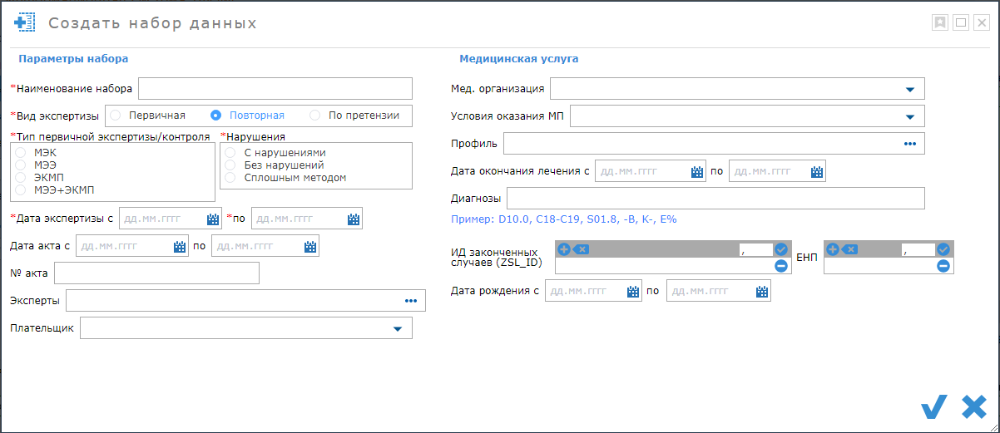 Создать набор данных
Параметры набора
*Наименование набора
*Вид экспертизы Первичная Повторная По претензии
*Тип первичной экспертизы/контроля *Нарушения
МЭК С нарушениями
МЭЭ Без нарушений
ЭКМП Сплошным методом
МЭЭ+ЭКМП
*Дата экспертизы с дд.мм.гггг *по дд.мм.гггг
Дата акта с дд.мм.гггг по дд.мм.гггг
№ акта
Эксперты
Плательщик
Медицинская услуга
Мед. организация
Условия оказания МП
Профиль
Дата окончания лечения с дд.мм.гггг по дд.мм.гггг
Диагнозы
Пример: D10.0, C18-C19, S01.8, -B, K-, E%
ИД законченных , ЕНП ,
случаев (ZSL_ID)
Дата рождения с дд.мм.гггг по дд.мм.гггг